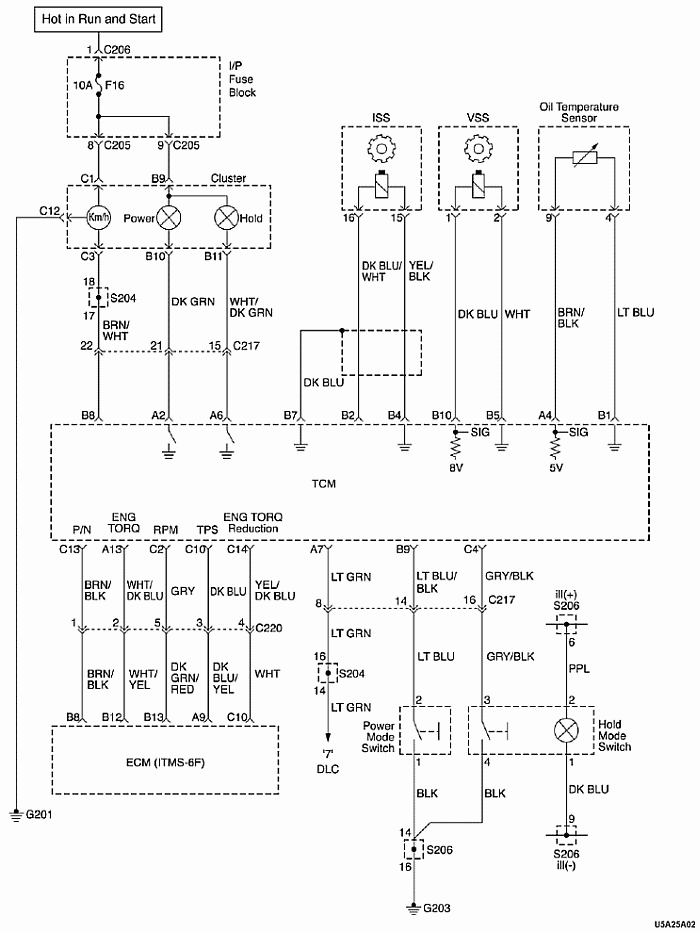 Hot in Run and Start
1 C206
I/P
Fuse
Block
10A F16
8 C205 9 C205
ISS VSS Oil Temperature
Sensor
C1 B9 Cluster
C12 Km/h Power Hold
16 15 1 2 9 4
C3 B10 B11
18
S204
17
DK GRN WHT/
DK GRN
BRN/
WHT
DK BLU/
WHT
YEL/
BLK
DK BLU WHT BRN/
BLK
LT BLU
22 21 15 C217
DK BLU
B8 A2 A6 B7 B2 B4 B10 B5 A4 B1
SIG SIG
8V 5V
TCM
P/N ENG
TORQ
RPM TPS ENG TORQ
Reduction
C13 A13 C2 C10 C14 A7 B9 C4
BRN/
BLK
WHT/
DK BLU
GRY DK BLU YEL/
DK BLU
LT GRN LT BLU/
BLK
GRY/BLK
8 14 16 C217
ill(+)
S206
6
1 2 5 3 4 C220
LT GRN
LT BLU GRY/BLK PPL
BRN/
BLK
WHT/
YEL
DK
GRN/
RED
DK
BLU/
YEL
WHT
16
S204
14
LT GRN
B8 B12 B13 A9 C10
2 3 2
Power
Mode
Switch
Hold
Mode
Switch
'7'
DLC
ECM (ITMS-6F)
1 4 1
BLK BLK DK BLU
G201
14
S206
16
9
S206
ill(-)
G203
U5A25A02